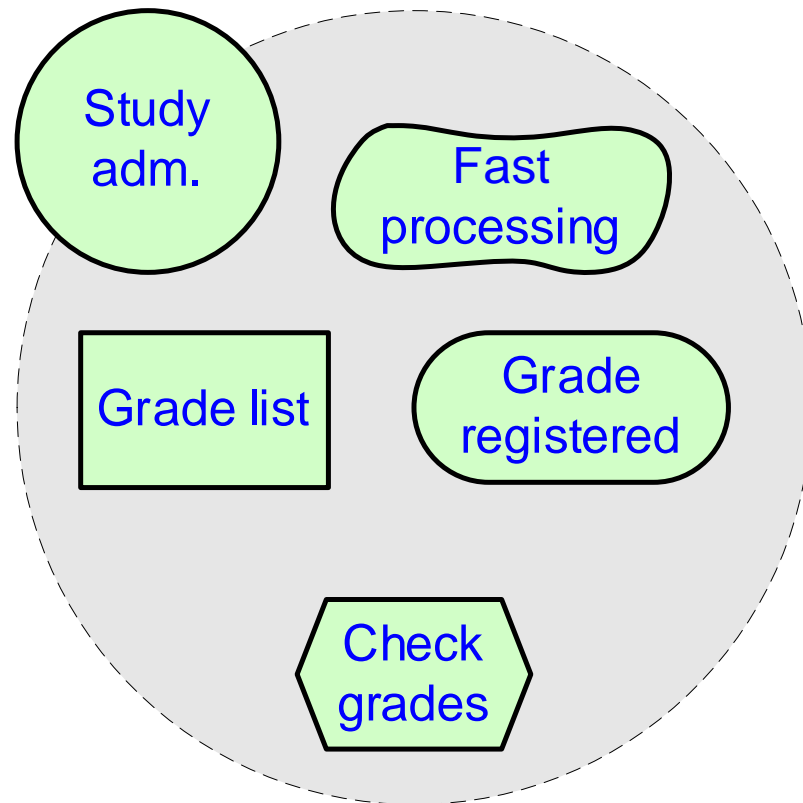 Study
adm.
Fast
processing
Grade list
Grade
registered
Check
grades